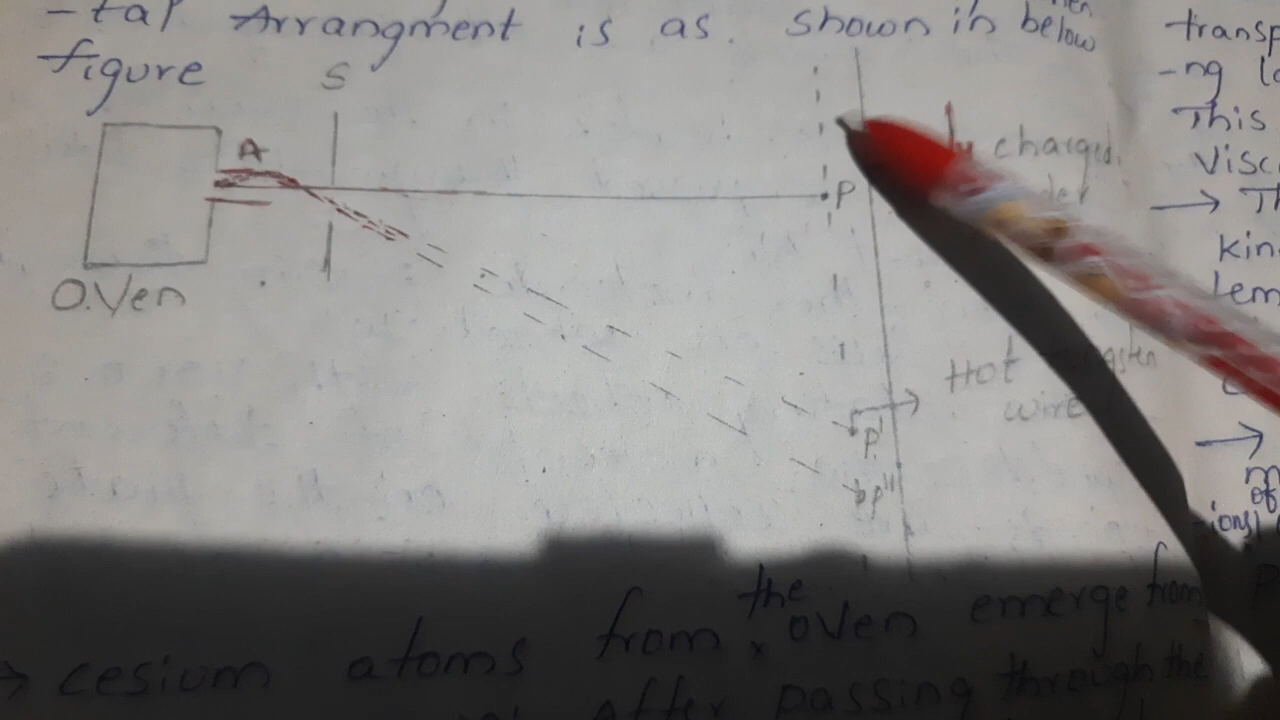 -tal Arrangment is as shown in below
figure
S
A
P
charged
Oven
Hot
wire
P'
P''
→ cesium atoms from the oven emerge from
After passing through the
transp
-ng
This
Visc
→
kin
lem
→
of